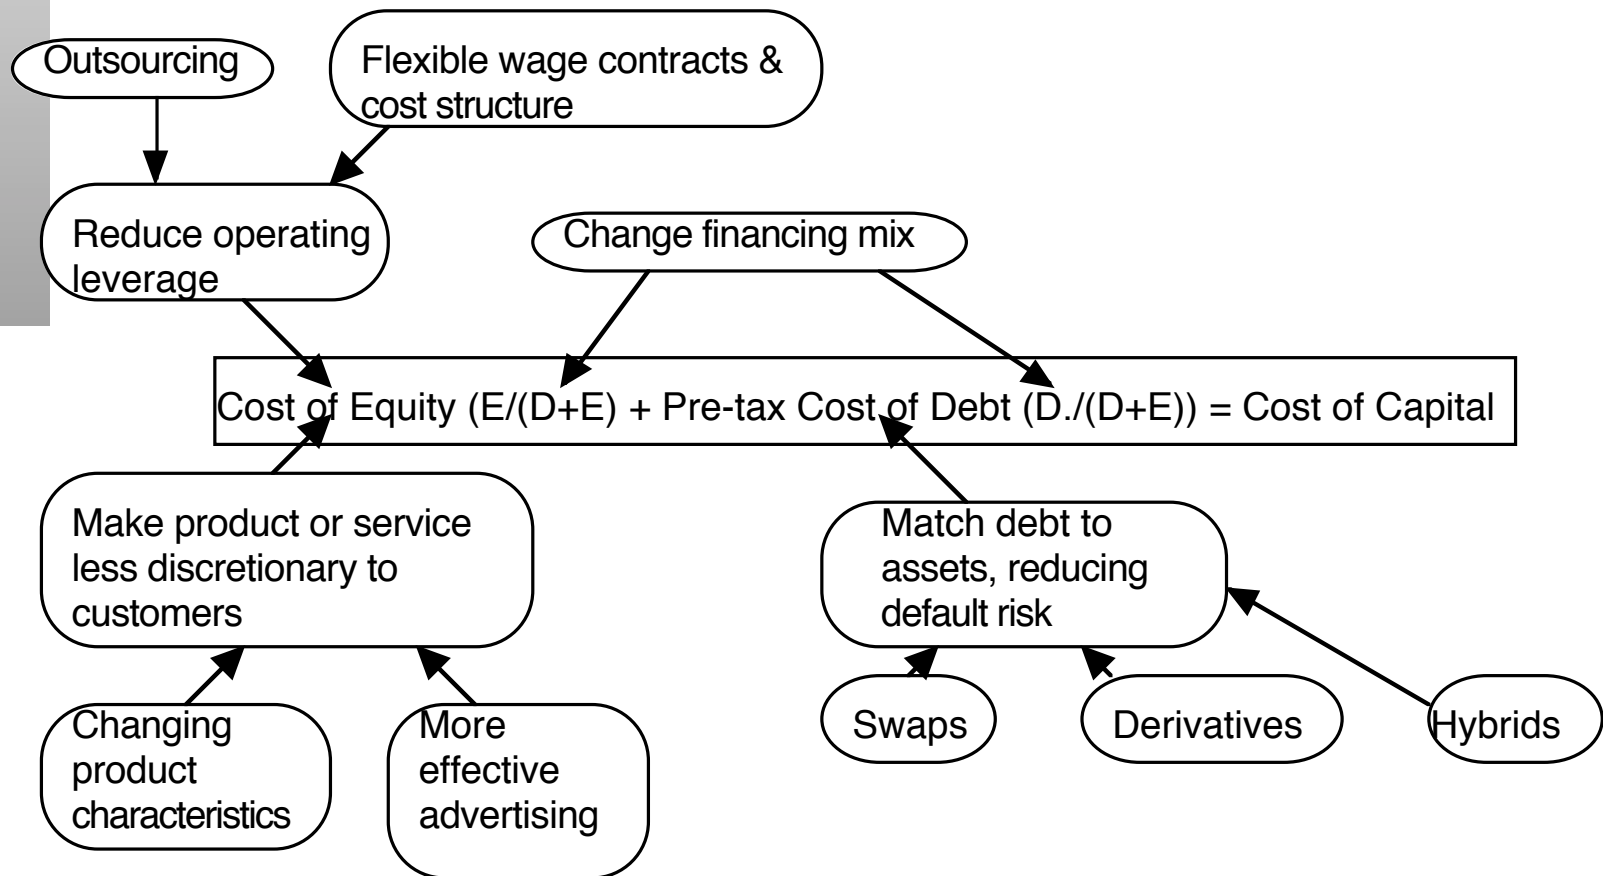 Outsourcing
Flexible wage contracts &
cost structure
Reduce operating
leverage
Change financing mix
Cost of Equity (E/(D+E) + Pre-tax Cost of Debt (D./(D+E)) = Cost of Capital
Make product or service
less discretionary to
customers
Match debt to
assets, reducing
default risk
Changing
product
characteristics
More
effective
advertising
Swaps
Derivatives
Hybrids